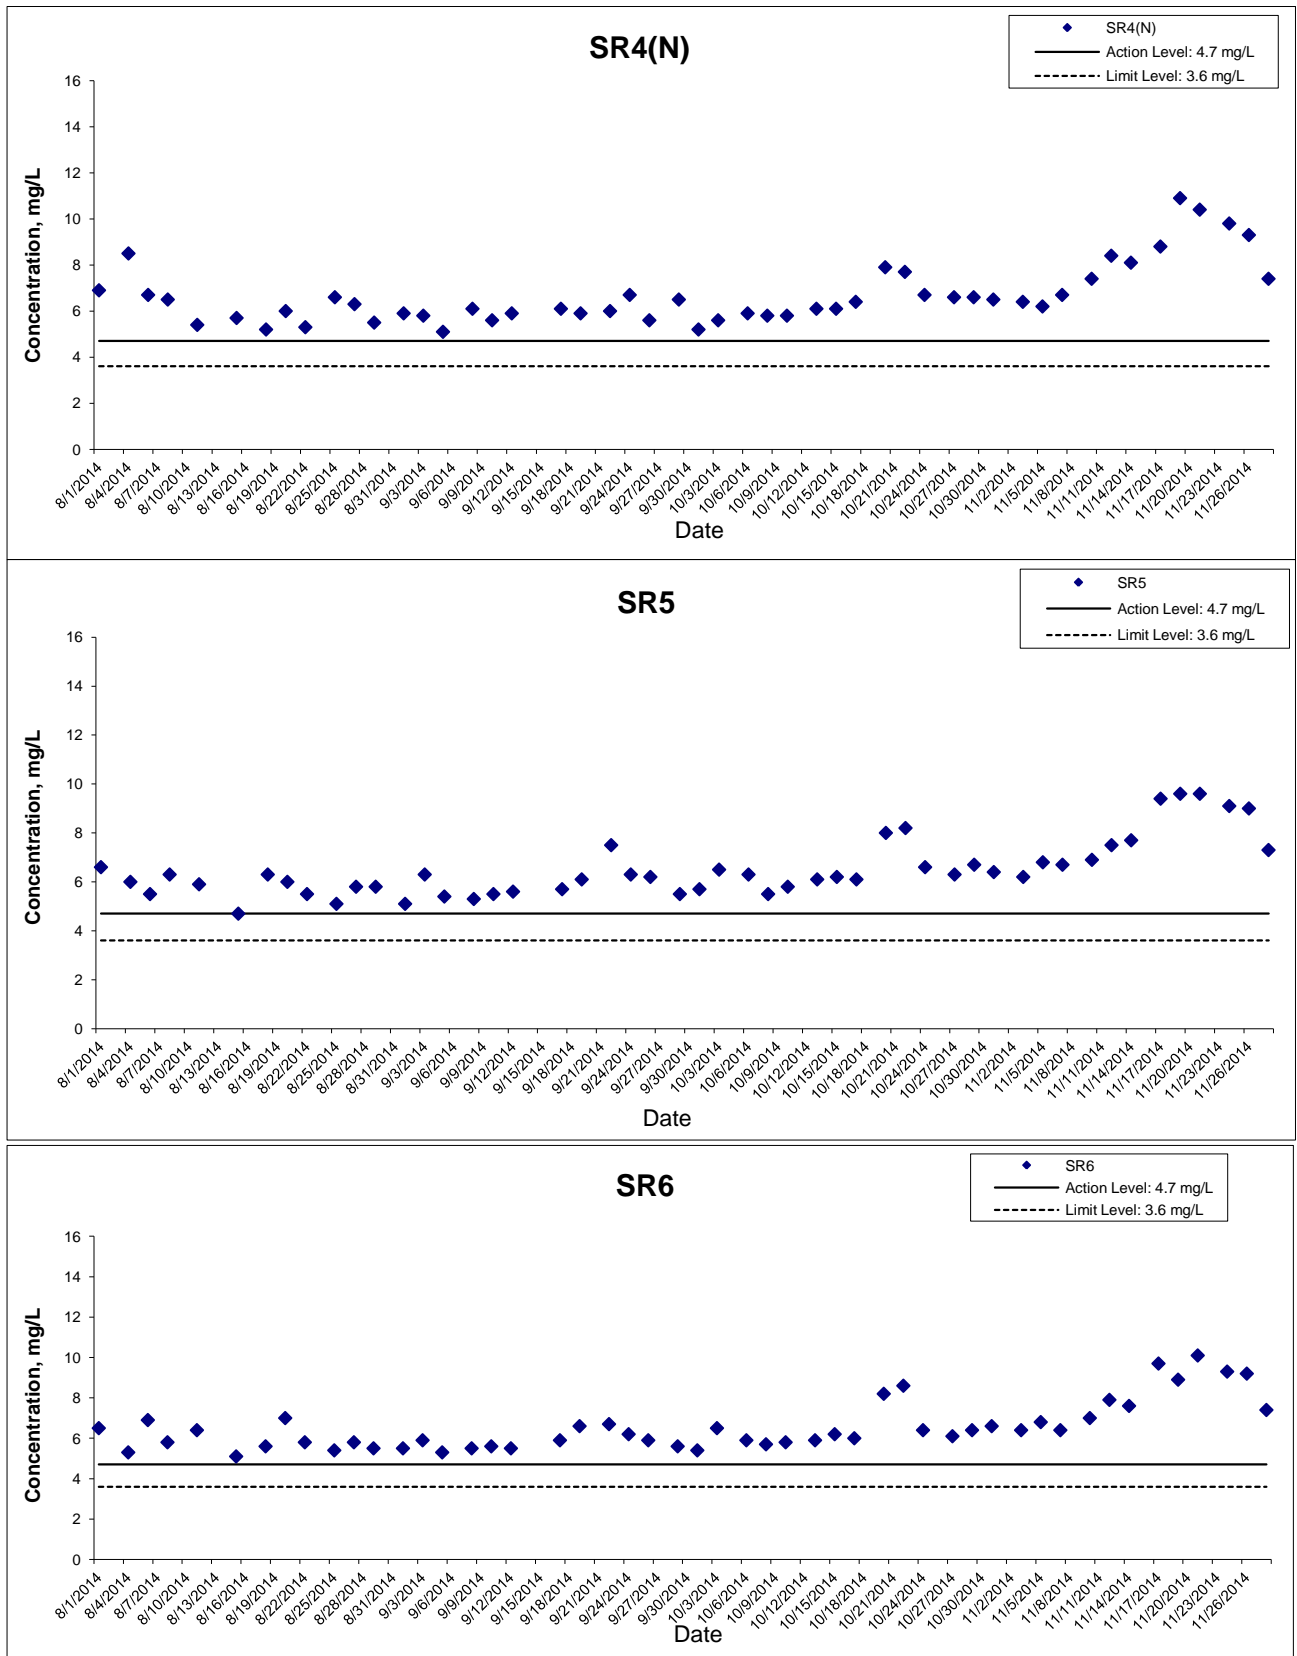 SR4(N)
SR4(N)
Action Level: 4.7 mg/L
Limit Level: 3.6 mg/L
Concentration, mg/L
16
14
12
10
8
6
4
2
0
8/1/2014 8/4/2014 8/7/2014 8/10/2014 8/13/2014 8/16/2014 8/19/2014 8/22/2014 8/25/2014 8/28/2014 8/31/2014 9/3/2014 9/6/2014 9/9/2014 9/12/2014 9/15/2014 9/18/2014 9/21/2014 9/24/2014 9/27/2014 9/30/2014 10/3/2014 10/6/2014 10/9/2014 10/12/2014 10/15/2014 10/18/2014 10/21/2014 10/24/2014 10/27/2014 10/30/2014 11/2/2014 11/5/2014 11/8/2014 11/11/2014 11/14/2014 11/17/2014 11/20/2014 11/23/2014 11/26/2014
Date
SR5
SR5
Action Level: 4.7 mg/L
Limit Level: 3.6 mg/L
Concentration, mg/L
16
14
12
10
8
6
4
2
0
8/1/2014 8/4/2014 8/7/2014 8/10/2014 8/13/2014 8/16/2014 8/19/2014 8/22/2014 8/25/2014 8/28/2014 8/31/2014 9/3/2014 9/6/2014 9/9/2014 9/12/2014 9/15/2014 9/18/2014 9/21/2014 9/24/2014 9/27/2014 9/30/2014 10/3/2014 10/6/2014 10/9/2014 10/12/2014 10/15/2014 10/18/2014 10/21/2014 10/24/2014 10/27/2014 10/30/2014 11/2/2014 11/5/2014 11/8/2014 11/11/2014 11/14/2014 11/17/2014 11/20/2014 11/23/2014 11/26/2014
Date
SR6
SR6
Action Level: 4.7 mg/L
Limit Level: 3.6 mg/L
Concentration, mg/L
16
14
12
10
8
6
4
2
0
8/1/2014 8/4/2014 8/7/2014 8/10/2014 8/13/2014 8/16/2014 8/19/2014 8/22/2014 8/25/2014 8/28/2014 8/31/2014 9/3/2014 9/6/2014 9/9/2014 9/12/2014 9/15/2014 9/18/2014 9/21/2014 9/24/2014 9/27/2014 9/30/2014 10/3/2014 10/6/2014 10/9/2014 10/12/2014 10/15/2014 10/18/2014 10/21/2014 10/24/2014 10/27/2014 10/30/2014 11/2/2014 11/5/2014 11/8/2014 11/11/2014 11/14/2014 11/17/2014 11/20/2014 11/23/2014 11/26/2014
Date